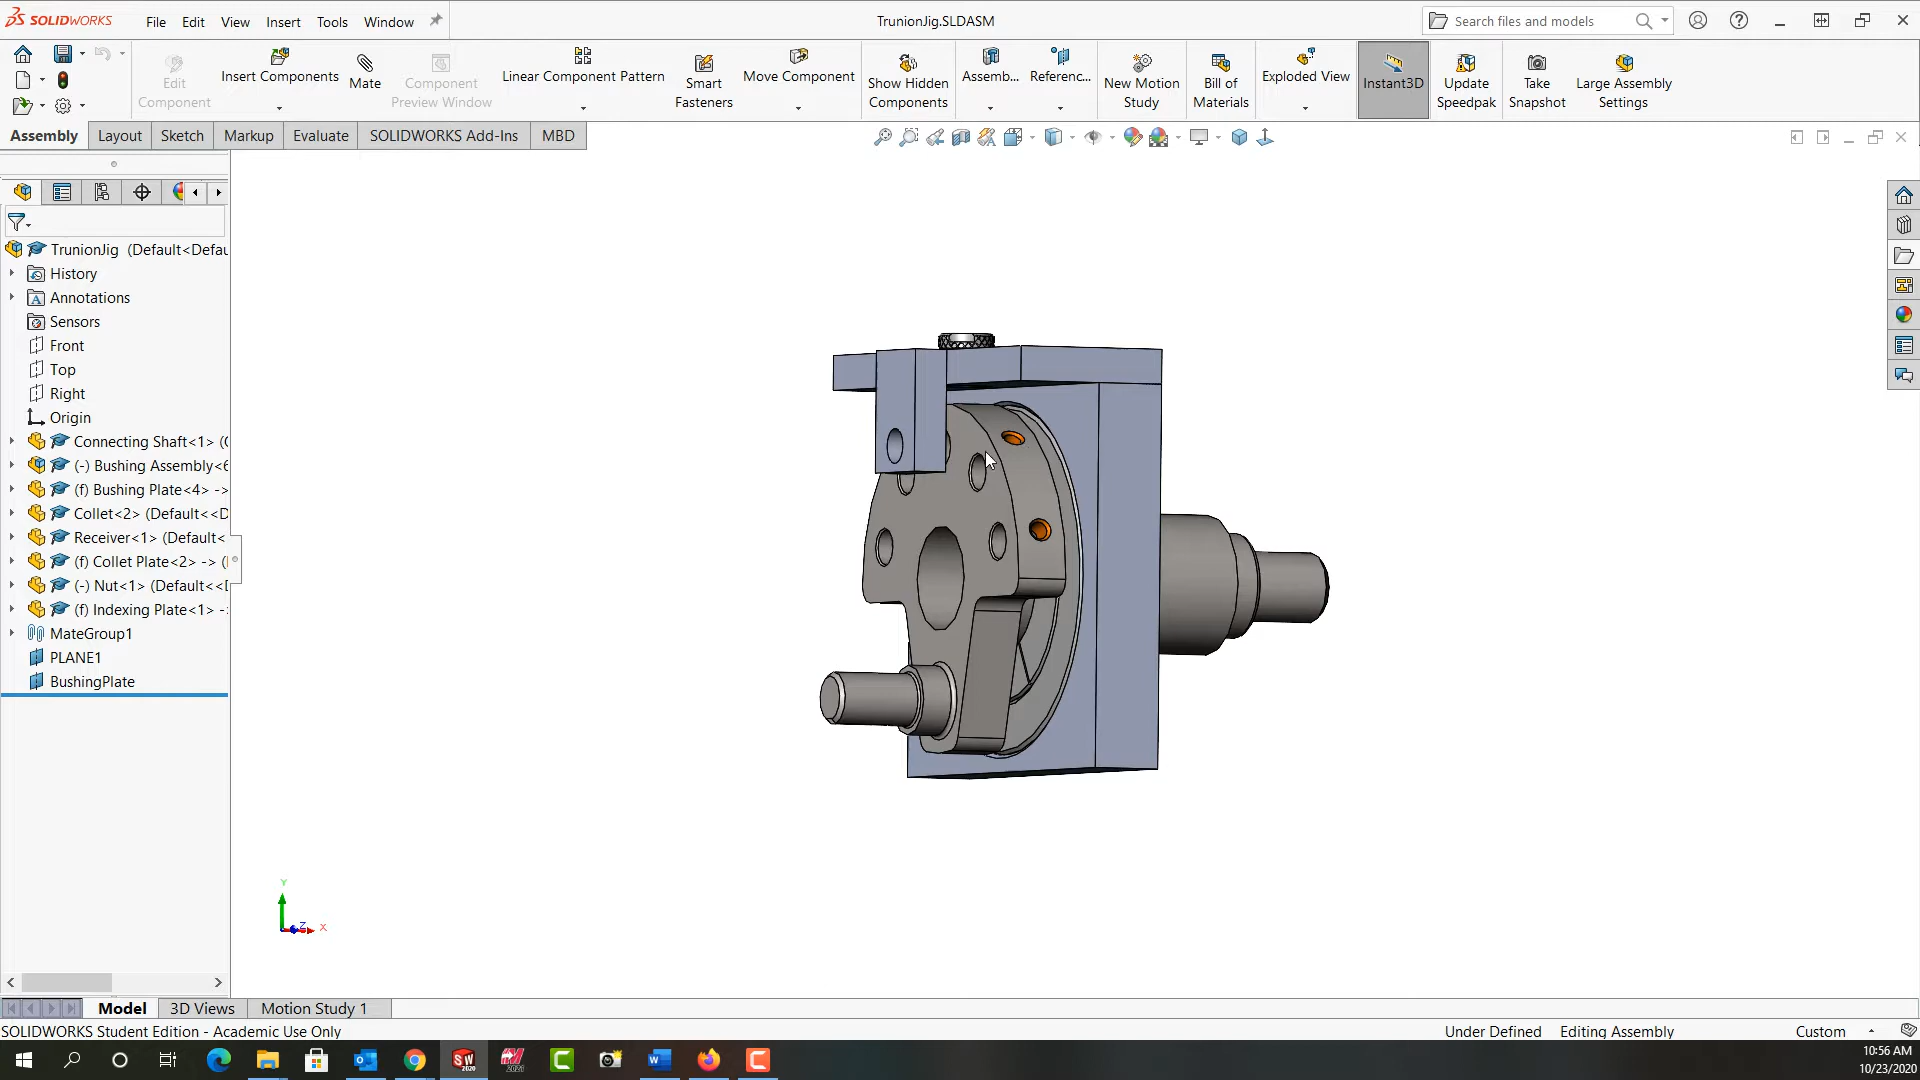 SOLIDWORKS File Edit View Insert Tools Window TrunionJig.SLDASM Search files and models
Edit Component Insert Components Mate Component Preview Window Linear Component Pattern Smart Fasteners Move Component Show Hidden Components Assemb... Referenc... New Motion Study Bill of Materials Exploded View Instant3D Update Speedpak Take Snapshot Large Assembly Settings
Assembly Layout Sketch Markup Evaluate SOLIDWORKS Add-Ins MBD
TrunionJig (Default<Defau
History
Annotations
Sensors
Front
Top
Right
Origin
Connecting Shaft<1> (
(-) Bushing Assembly<6
(f) Bushing Plate<4> ->
Collet<2> (Default<<D
Receiver<1> (Default<
(f) Collet Plate<2> -> (
(-) Nut<1> (Default<<
(f) Indexing Plate<1> -
MateGroup1
PLANE1
BushingPlate
Y
Z X
Model 3D Views Motion Study 1
SOLIDWORKS Student Edition - Academic Use Only Under Defined Editing Assembly Custom
10:56 AM
10/23/2020